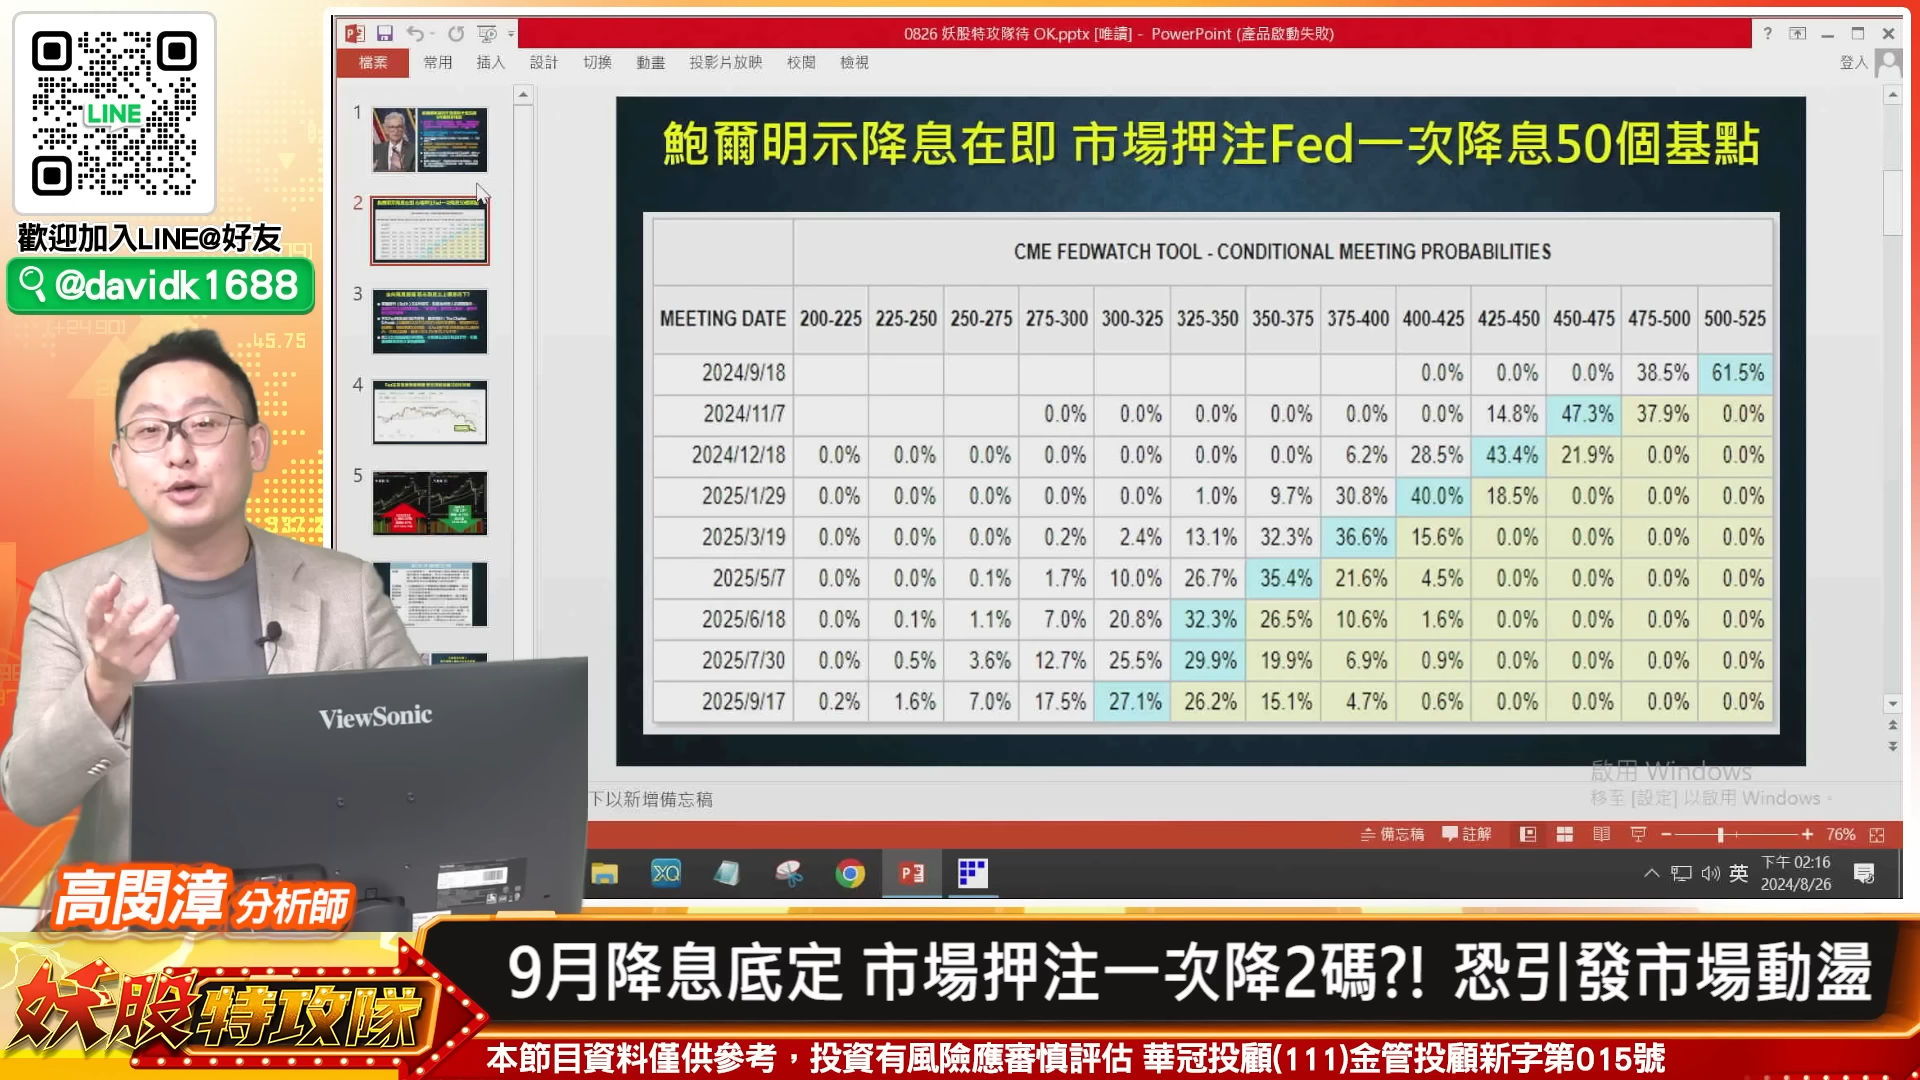 LINE
歡迎加入LINE@好友
@davidk1688
0826 妖股特攻隊待 OK.pptx [唯讀] - PowerPoint (產品啟動失敗)
檔案 常用 插入 設計 切換 動畫 投影片放映 校閱 檢視
登入
1
2
3
4
5
鮑爾明示降息在即 市場押注Fed一次降息50個基點
CME FEDWATCH TOOL - CONDITIONAL MEETING PROBABILITIES
MEETING DATE 200-225 225-250 250-275 275-300 300-325 325-350 350-375 375-400 400-425 425-450 450-475 475-500 500-525
2024/9/18 0.0% 0.0% 0.0% 38.5% 61.5%
2024/11/7 0.0% 0.0% 0.0% 0.0% 0.0% 0.0% 14.8% 47.3% 37.9% 0.0%
2024/12/18 0.0% 0.0% 0.0% 0.0% 0.0% 0.0% 0.0% 6.2% 28.5% 43.4% 21.9% 0.0% 0.0%
2025/1/29 0.0% 0.0% 0.0% 0.0% 0.0% 1.0% 9.7% 30.8% 40.0% 18.5% 0.0% 0.0% 0.0%
2025/3/19 0.0% 0.0% 0.0% 0.2% 2.4% 13.1% 32.3% 36.6% 15.6% 0.0% 0.0% 0.0% 0.0%
2025/5/7 0.0% 0.0% 0.1% 1.7% 10.0% 26.7% 35.4% 21.6% 4.5% 0.0% 0.0% 0.0% 0.0%
2025/6/18 0.0% 0.1% 1.1% 7.0% 20.8% 32.3% 26.5% 10.6% 1.6% 0.0% 0.0% 0.0% 0.0%
2025/7/30 0.0% 0.5% 3.6% 12.7% 25.5% 29.9% 19.9% 6.9% 0.9% 0.0% 0.0% 0.0% 0.0%
2025/9/17 0.2% 1.6% 7.0% 17.5% 27.1% 26.2% 15.1% 4.7% 0.6% 0.0% 0.0% 0.0% 0.0%
啟用 Windows
移至 [設定] 以啟用 Windows。
下以新增備忘稿
備忘稿 註解 76%
XQ
英
下午 02:16
2024/8/26
45.75
ViewSonic
高閔漳 分析師
妖股特攻隊
9月降息底定 市場押注一次降2碼?! 恐引發市場動盪
本節目資料僅供參考,投資有風險應審慎評估 華冠投顧(111)金管投顧新字第015號